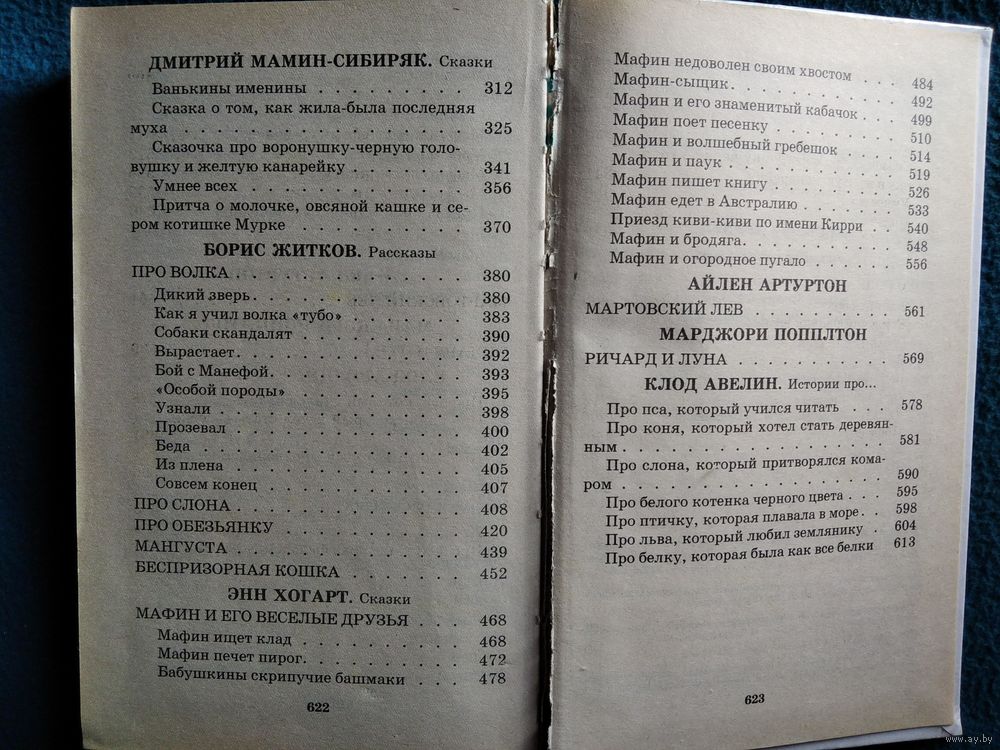 ДМИТРИЙ МАМИН-СИБИРЯК. Сказки
Ванькины именины . . . . . . . . . 312
Сказка о том, как жила-была последняя
муха . . . . . . . . . . . . . . . 325
Сказочка про воронушку-черную голо-
вушку и желтую канарейку . . . . . . 341
Умнее всех . . . . . . . . . . . . 356
Притча о молочке, овсяной кашке и се-
ром котишке Мурке . . . . . . . . . 370
БОРИС ЖИТКОВ. Рассказы
ПРО ВОЛКА . . . . . . . . . . . . . 380
Дикий зверь . . . . . . . . . . . . 380
Как я учил волка «тубо» . . . . . . 383
Собаки скандалят . . . . . . . . . 390
Вырастает . . . . . . . . . . . . . 392
Бой с Манефой . . . . . . . . . . . 393
«Особой породы» . . . . . . . . . . 395
Узнали . . . . . . . . . . . . . . 398
Прозевал . . . . . . . . . . . . . 400
Беда . . . . . . . . . . . . . . . 402
Из плена . . . . . . . . . . . . . 405
Совсем конец . . . . . . . . . . . 407
ПРО СЛОНА . . . . . . . . . . . . . 408
ПРО ОБЕЗЬЯНКУ . . . . . . . . . . . 420
МАНГУСТА . . . . . . . . . . . . . 439
БЕСПРИЗОРНАЯ КОШКА . . . . . . . . 452
ЭНН ХОГАРТ. Сказки
МАФИН И ЕГО ВЕСЕЛЫЕ ДРУЗЬЯ . . . . 468
Мафин ищет клад . . . . . . . . . . 468
Мафин печет пирог . . . . . . . . . 472
Бабушкины скрипучие башмаки . . . 478
622
Мафин недоволен своим хвостом . . . 484
Мафин-сыщик . . . . . . . . . . . . 492
Мафин и его знаменитый кабачок . . . 499
Мафин поет песенку . . . . . . . . 510
Мафин и волшебный гребешок . . . . 514
Мафин и паук . . . . . . . . . . . 519
Мафин пишет книгу . . . . . . . . . 526
Мафин едет в Австралию . . . . . . 533
Приезд киви-киви по имени Кирри . . 540
Мафин и бродяга . . . . . . . . . . 548
Мафин и огородное пугало . . . . . . 556
АЙЛЕН АРТУРТОН
МАРТОВСКИЙ ЛЕВ . . . . . . . . . . 561
МАРДЖОРИ ПОППЛТОН
РИЧАРД И ЛУНА . . . . . . . . . . . 569
КЛОД АВЕЛИН. Истории про...
Про пса, который учился читать . . . 578
Про коня, который хотел стать деревян-
ным . . . . . . . . . . . . . . . . 581
Про слона, который притворялся кома-
ром . . . . . . . . . . . . . . . . 590
Про белого котенка черного цвета . . . 595
Про птичку, которая плавала в море . . 598
Про льва, который любил землянику . 604
Про белку, которая была как все белки 613
623
www.ay.by